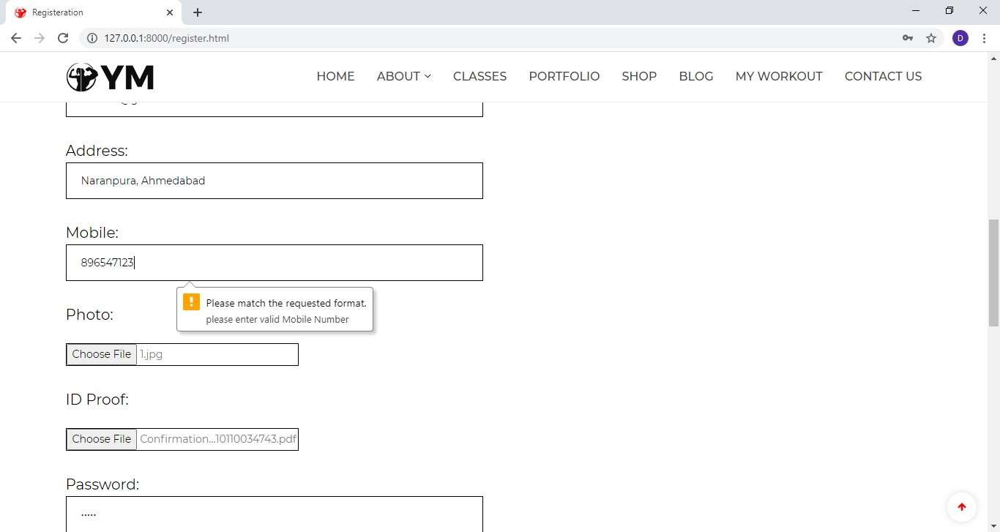 Registeration
127.0.0.1:8000/register.html
D
YM
HOME ABOUT CLASSES PORTFOLIO SHOP BLOG MY WORKOUT CONTACT US
Address:
Naranpura, Ahmedabad
Mobile:
896547123
Please match the requested format.
please enter valid Mobile Number
Photo:
Choose File 1.jpg
ID Proof:
Choose File Confirmation...10110034743.pdf
Password:
.....